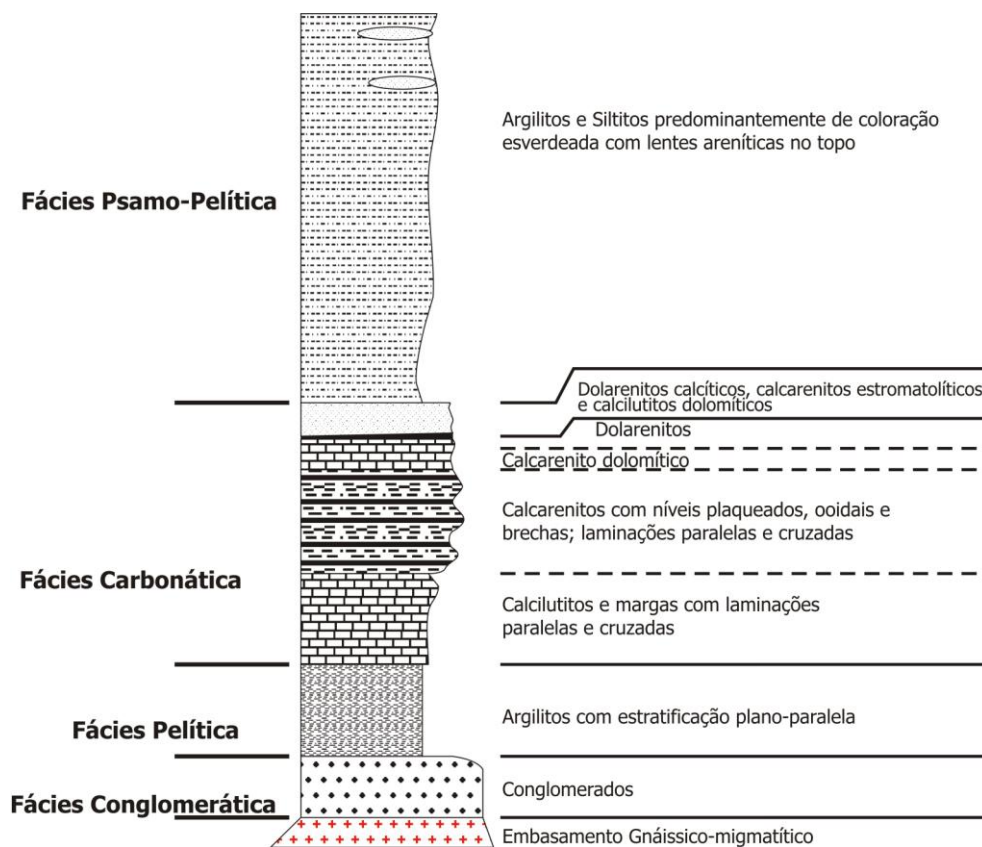 Argilitos e Siltitos predominantemente de coloração
esverdeada com lentes areníticas no topo
Fácies Psamo-Pelítica
Dolarenitos calcíticos, calcarenitos estromatolíticos
e calcilutitos dolomíticos
Dolarenitos
Calcarenito dolomítico
Calcarenitos com níveis plaqueados, ooidais e
brechas; laminações paralelas e cruzadas
Fácies Carbonática
Calcilutitos e margas com laminações
paralelas e cruzadas
Argilitos com estratificação plano-paralela
Fácies Pelítica
Conglomerados
Fácies Conglomerática
Embasamento Gnáissico-migmatítico